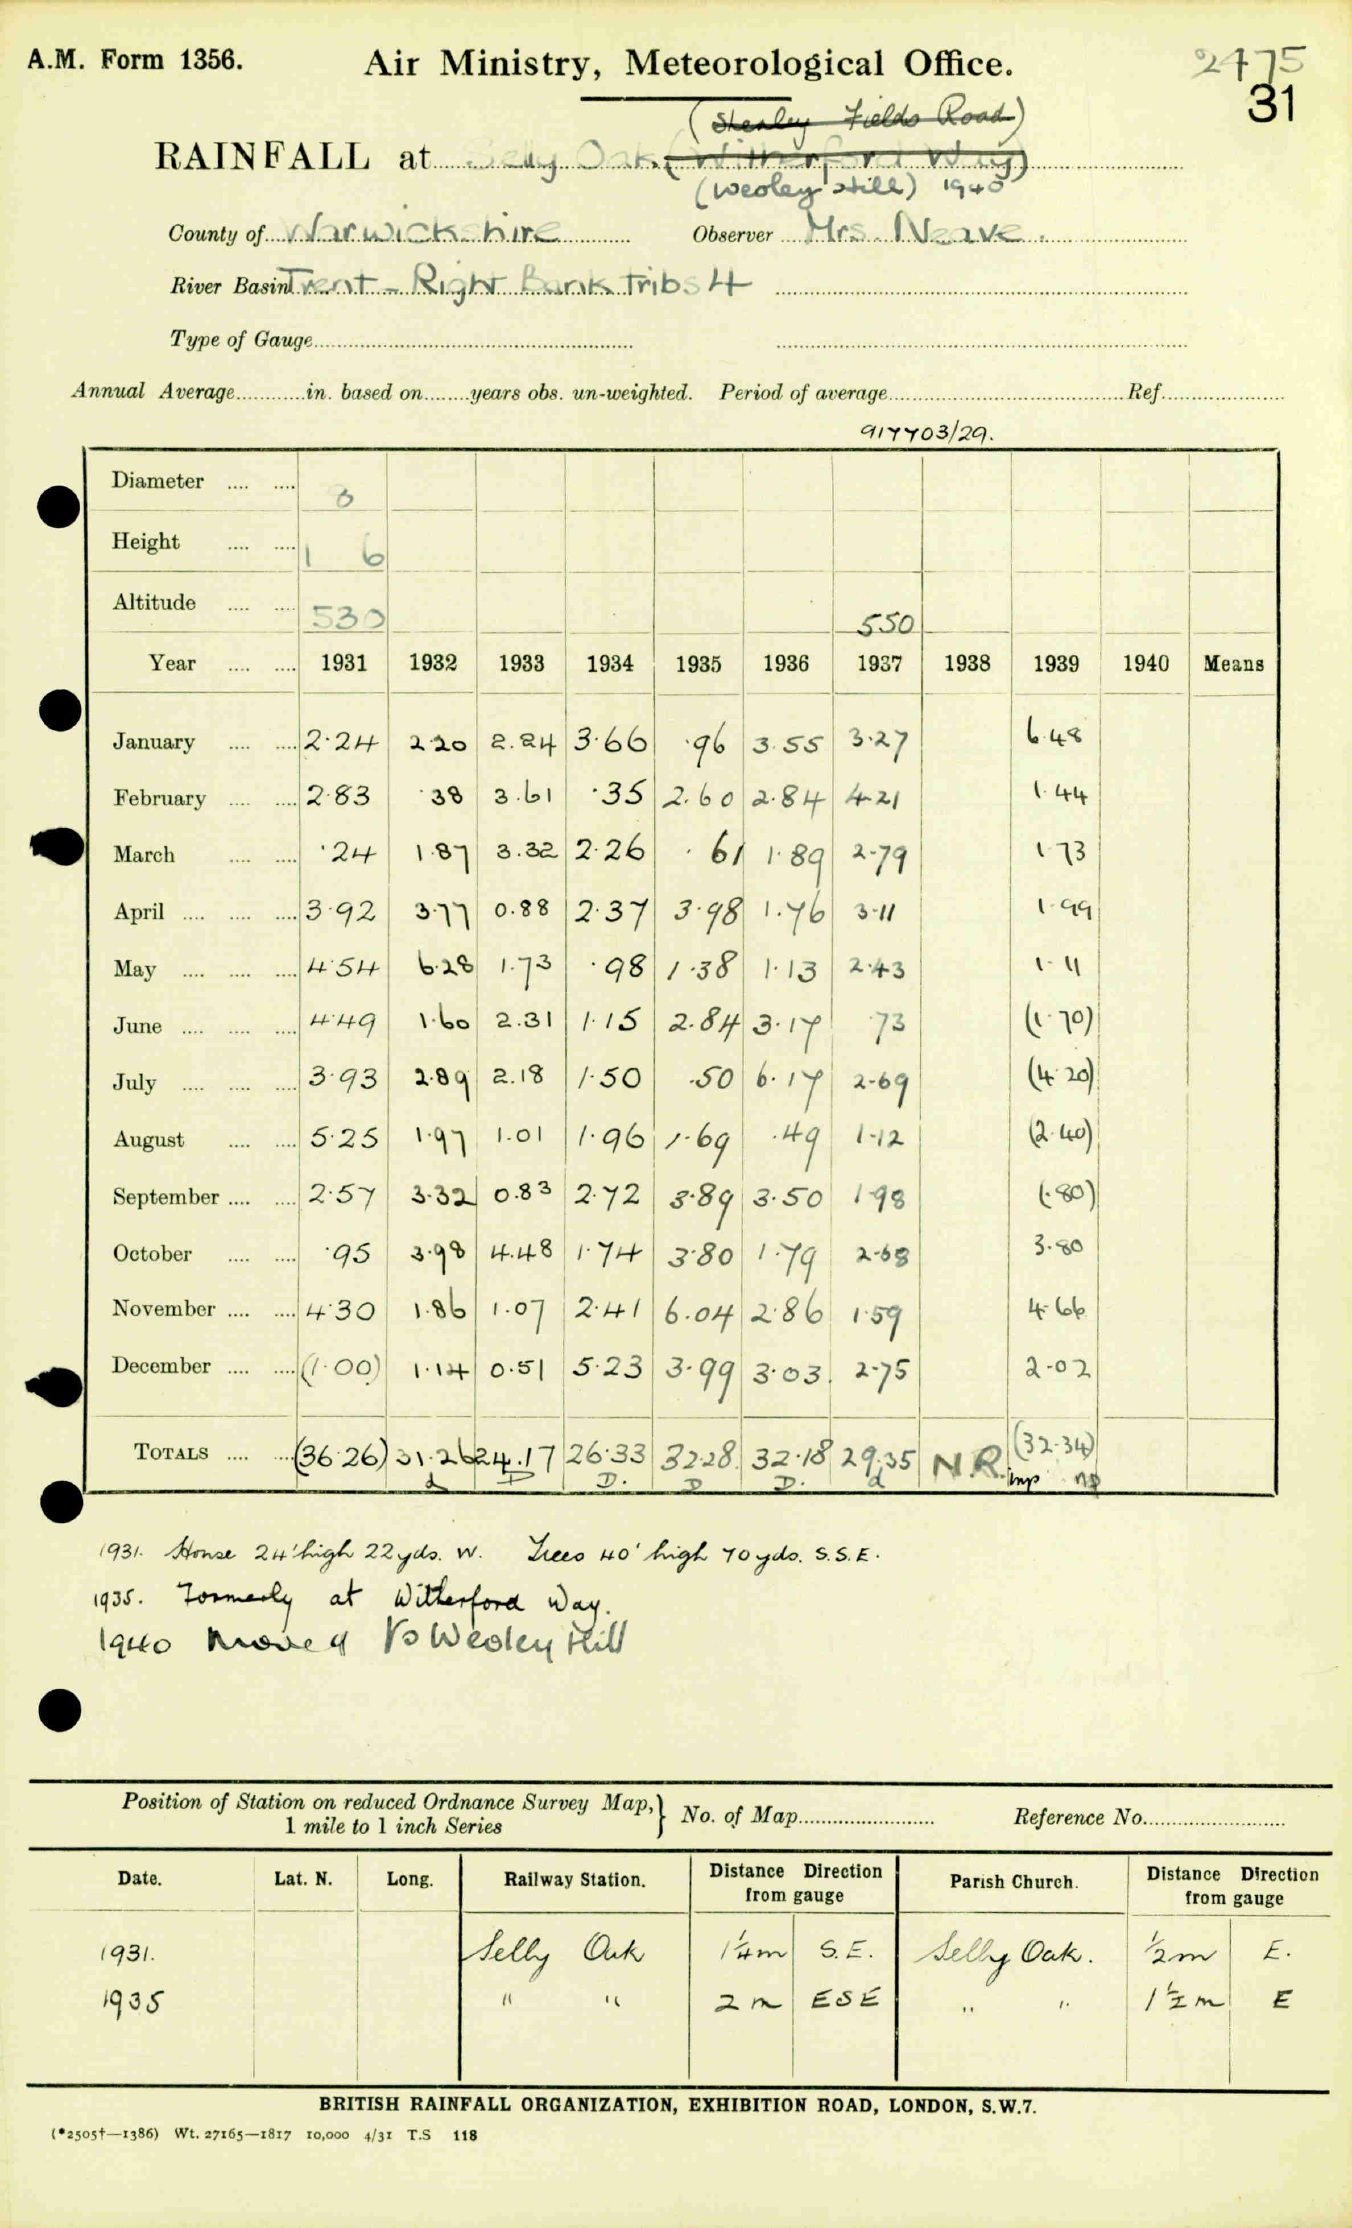 A.M. Form 1356.
Air Ministry, Meteorological Office.
2475
31
(Shenley Fields Road)
RAINFALL at Selly Oak (Witherford Way)
(Weoley Hill) 1940
County of Warwickshire Observer Mrs. Neave.
River Basin Trent - Right Bank Tribs 4
Type of Gauge
Annual Average in. based on years obs. un-weighted. Period of average Ref.
917703/29.
Diameter 8
Height 1 6
Altitude 530 550
Year 1931 1932 1933 1934 1935 1936 1937 1938 1939 1940 Means
January 2.24 2.20 2.24 3.66 .96 3.55 3.27 6.48
February 2.83 .38 3.61 .35 2.60 2.84 4.21 1.44
March .24 1.87 3.32 2.26 .61 1.89 2.79 1.73
April 3.92 3.77 0.88 2.37 3.98 1.76 3.11 1.99
May 4.54 6.28 1.73 .98 1.38 1.13 2.43 1.11
June 4.49 1.60 2.31 1.15 2.84 3.17 .73 (1.70)
July 3.93 2.89 2.18 1.50 .50 6.17 2.69 (4.20)
August 5.25 1.97 1.01 1.96 1.69 .49 1.12 (2.40)
September 2.57 3.32 0.83 2.72 3.89 3.50 1.98 (.80)
October .95 3.98 4.48 1.74 3.80 1.79 2.68 3.80
November 4.30 1.86 1.07 2.41 6.04 2.86 1.59 4.66
December (1.00) 1.14 0.51 5.23 3.99 3.03 2.75 2.02
TOTALS (36.26) 31.26 24.17 26.33 32.28 32.18 29.35 N.R. (32.34)
d D D. D D. d imp np
1931. House 24' high 22 yds. W. Trees 40' high 70 yds. S.S.E.
1935. Formerly at Witherford Way.
1940 Moved to Weoley Hill
Position of Station on reduced Ordnance Survey Map, } No. of Map Reference No.
1 mile to 1 inch Series
Date. Lat. N. Long. Railway Station. Distance Direction from gauge Parish Church. Distance Direction from gauge
1931. Selly Oak 1¼m S.E. Selly Oak. ½m E.
1935 " " 2 m ESE " " 1½m E
BRITISH RAINFALL ORGANIZATION, EXHIBITION ROAD, LONDON, S.W.7.
(*2505†—1386) Wt. 27165—1817 10,000 4/31 T.S 118